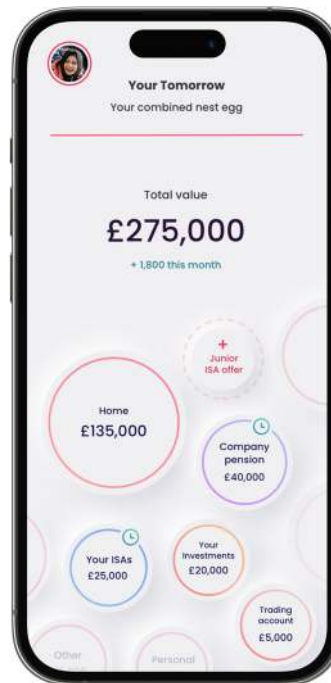 Your Tomorrow
Your combined nest egg
Total value
£275,000
+ 1,800 this month
+
Junior
ISA offer
Home
£135,000
Company
pension
£40,000
Your
Investments
£20,000
Your ISAs
£25,000
Trading
account
£5,000
Other
Personal